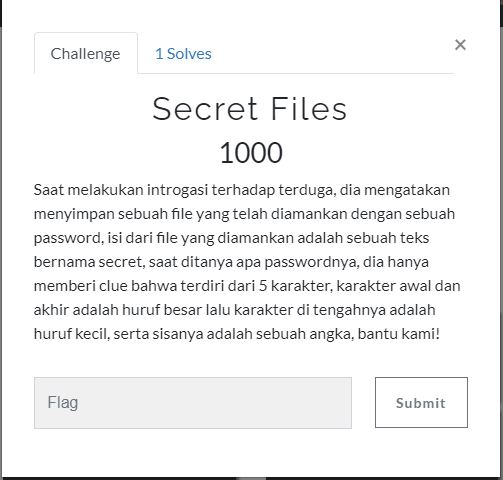 Challenge
1 Solves
×
Secret Files
1000
Saat melakukan introgasi terhadap terduga, dia mengatakan
menyimpan sebuah file yang telah diamankan dengan sebuah
password, isi dari file yang diamankan adalah sebuah teks
bernama secret, saat ditanya apa passwordnya, dia hanya
memberi clue bahwa terdiri dari 5 karakter, karakter awal dan
akhir adalah huruf besar lalu karakter di tengahnya adalah
huruf kecil, serta sisanya adalah sebuah angka, bantu kami!
Flag
Submit